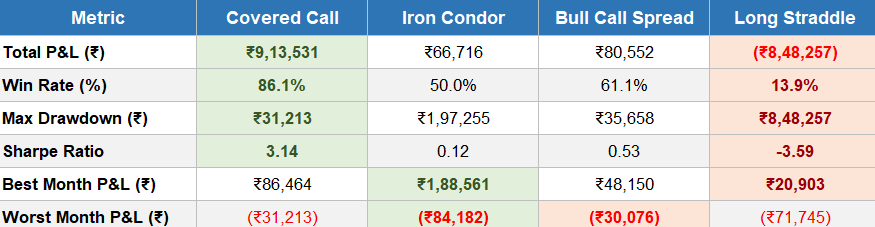 Metric Covered Call Iron Condor Bull Call Spread Long Straddle
Total P&L (₹) ₹9,13,531 ₹66,716 ₹80,552 (₹8,48,257)
Win Rate (%) 86.1% 50.0% 61.1% 13.9%
Max Drawdown (₹) ₹31,213 ₹1,97,255 ₹35,658 ₹8,48,257
Sharpe Ratio 3.14 0.12 0.53 -3.59
Best Month P&L (₹) ₹86,464 ₹1,88,561 ₹48,150 ₹20,903
Worst Month P&L (₹) (₹31,213) (₹84,182) (₹30,076) (₹71,745)